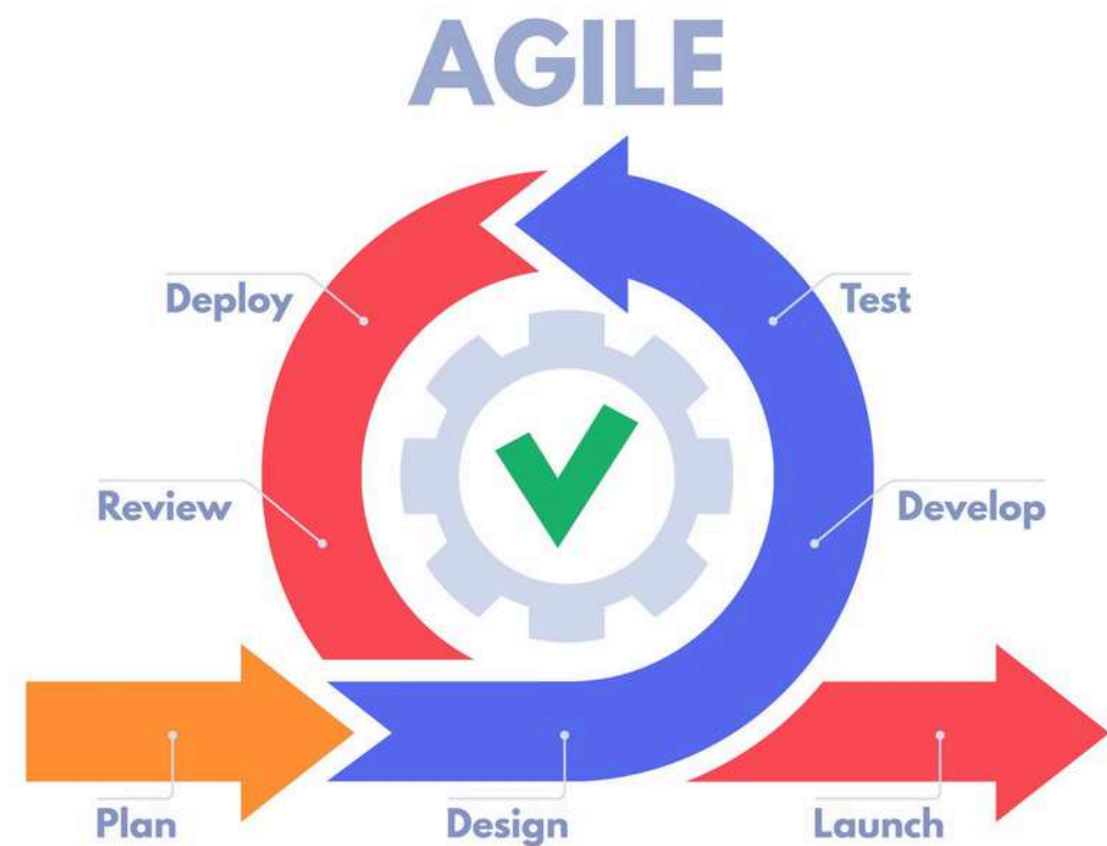 AGILE
Deploy
Test
Review
Develop
Plan
Design
Launch